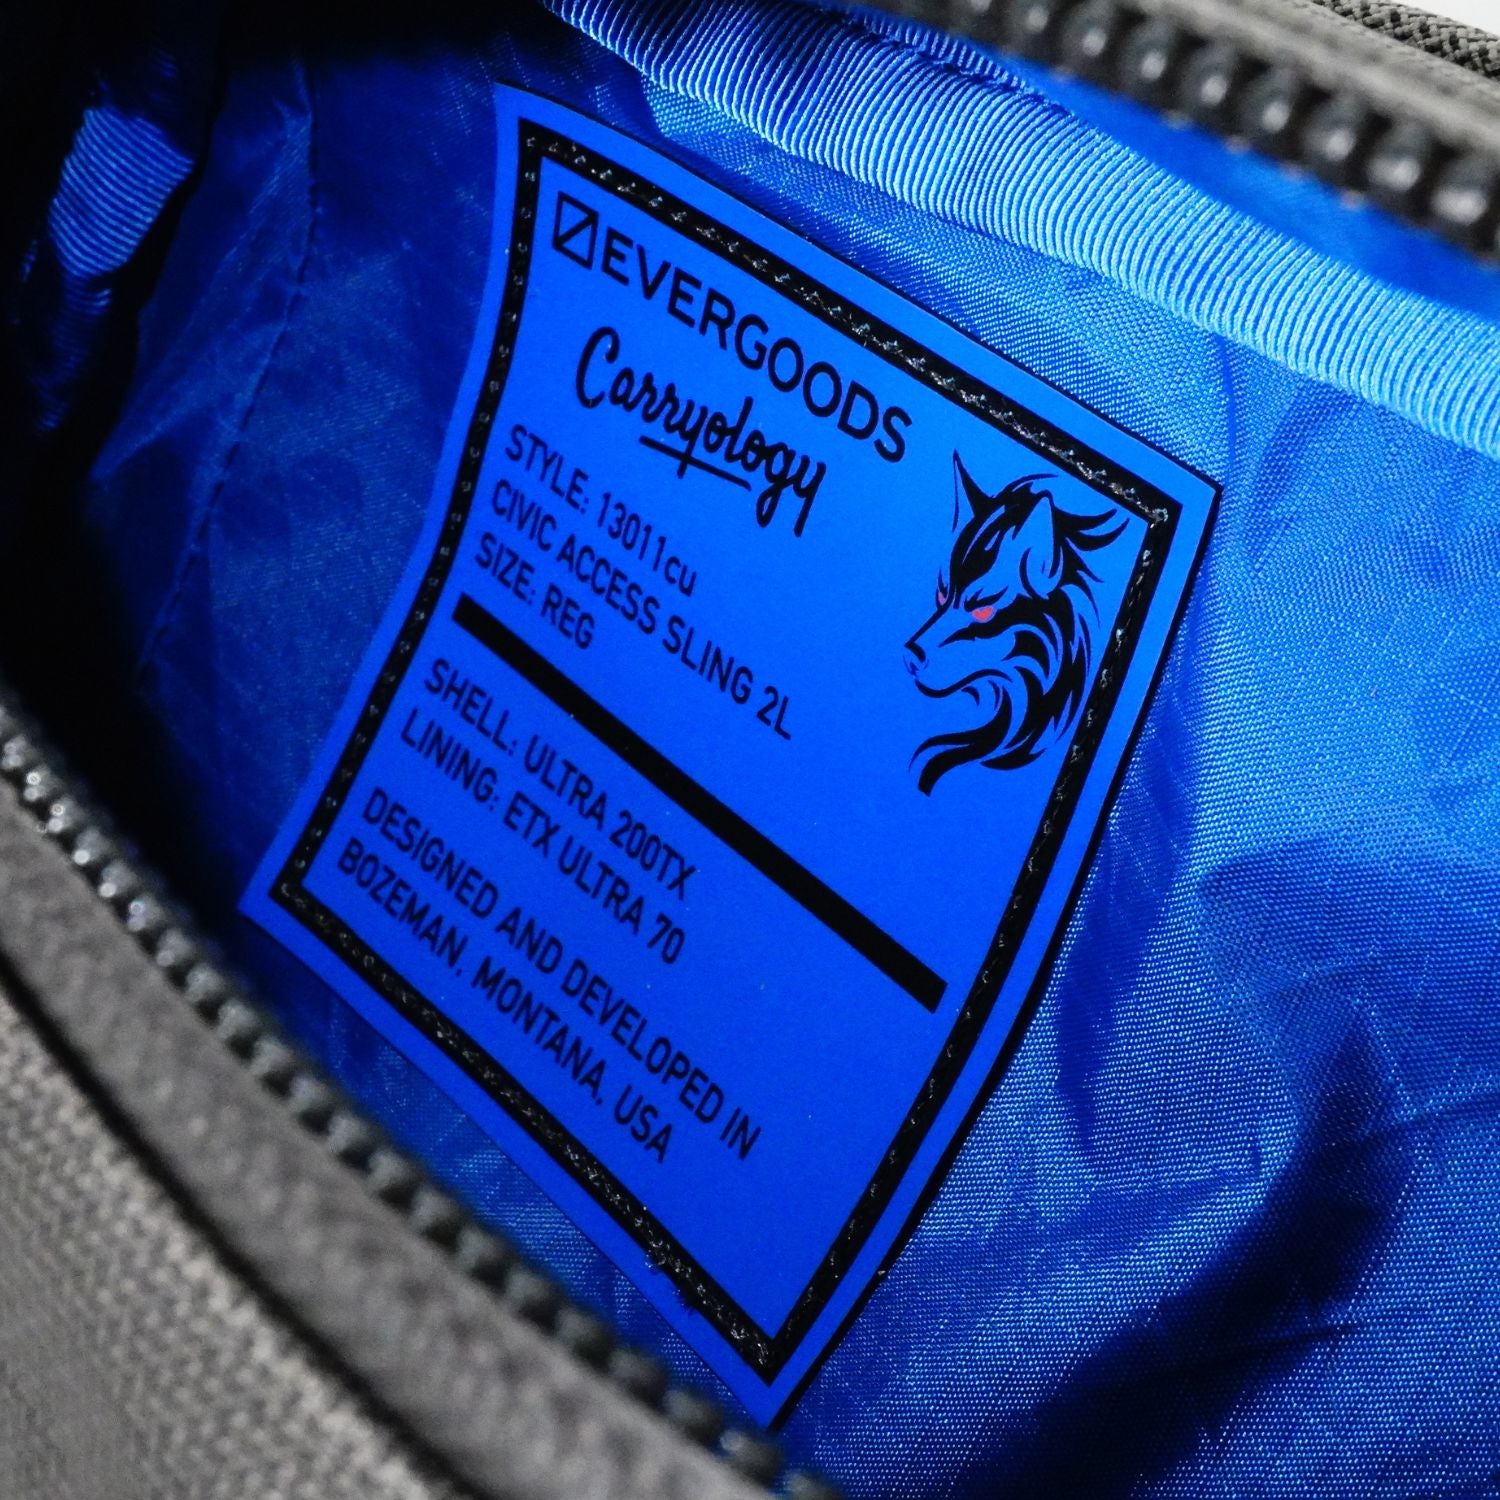 EVERGOODS
Carryology
STYLE: 13011cu
CIVIC ACCESS SLING 2L
SIZE: REG
SHELL: ULTRA 200TX
LINING: ETX ULTRA 70
DESIGNED AND DEVELOPED IN
BOZEMAN, MONTANA, USA